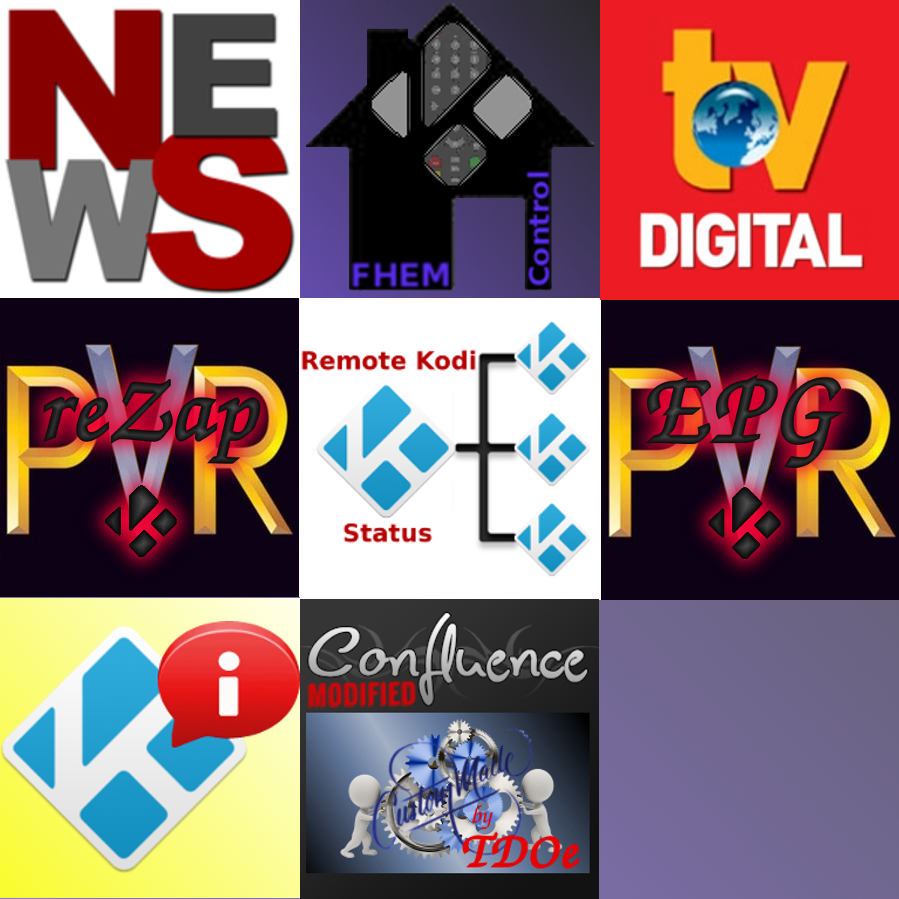 NEWS
FHEM
Control
tv
DIGITAL
PVR
reZap
Remote Kodi
Status
PVR
EPG
i
Confluence
MODIFIED
Custom Made
by
TDOe